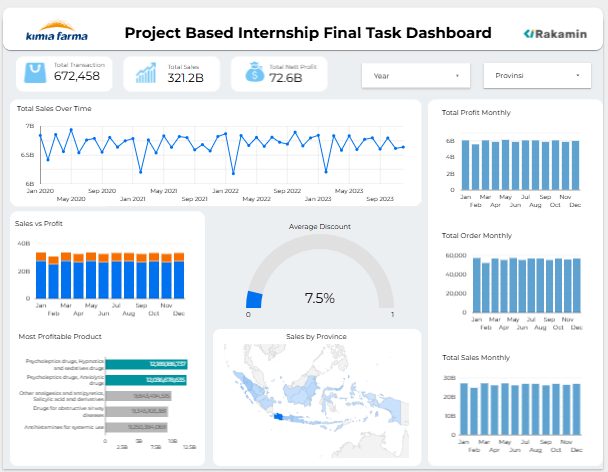 kimia farma
Project Based Internship Final Task Dashboard
Rakamin
Total Transaction
672,458
Total Sales
321.2B
Total Nett Profit
72.6B
Year
Provinsi
Total Sales Over Time
7B
6.5B
6B
Jan 2020
May 2020
Sep 2020
Jan 2021
May 2021
Sep 2021
Jan 2022
May 2022
Sep 2022
Jan 2023
May 2023
Sep 2023
Total Profit Monthly
6B
4B
2B
0
Jan
Feb
Mar
Apr
May
Jun
Jul
Aug
Sep
Oct
Nov
Dec
Sales vs Profit
40B
20B
0
Jan
Feb
Mar
Apr
May
Jun
Jul
Aug
Sep
Oct
Nov
Dec
Average Discount
7.5%
0
1
Total Order Monthly
60,000
40,000
20,000
0
Jan
Feb
Mar
Apr
May
Jun
Jul
Aug
Sep
Oct
Nov
Dec
Most Profitable Product
Psycholeptics drugs, Hypnotics
and sedatives drugs
Psycholeptics drugs, Anxiolytic
drugs
Other analgesics and antipyretics,
Salicylic acid and derivatives
Drugs for obstructive airway
diseases
Antihistamines for systemic use
0
2.5B
5B
7.5B
10B
12.5B
Sales by Province
Total Sales Monthly
30B
20B
10B
0
Jan
Feb
Mar
Apr
May
Jun
Jul
Aug
Sep
Oct
Nov
Dec